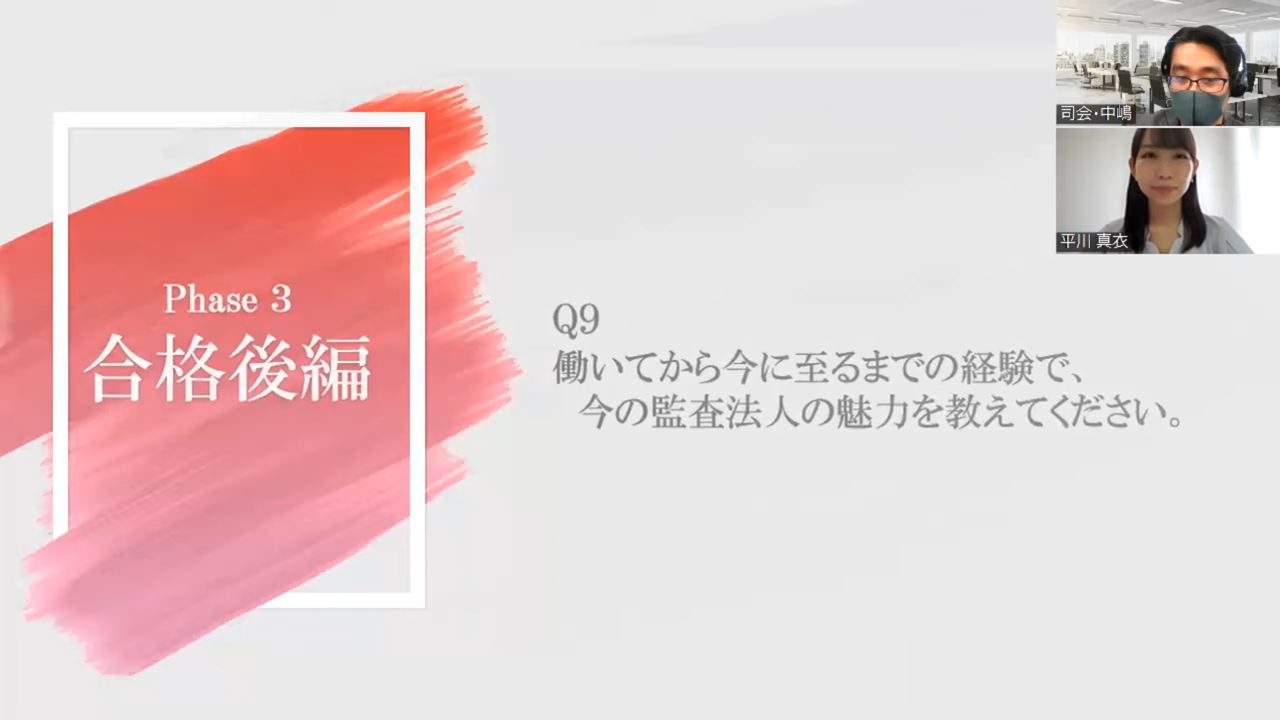 Phase 3
合格後編
Q9
働いてから今に至るまでの経験で、
今の監査法人の魅力を教えてください。
司会・中嶋
平川 真衣